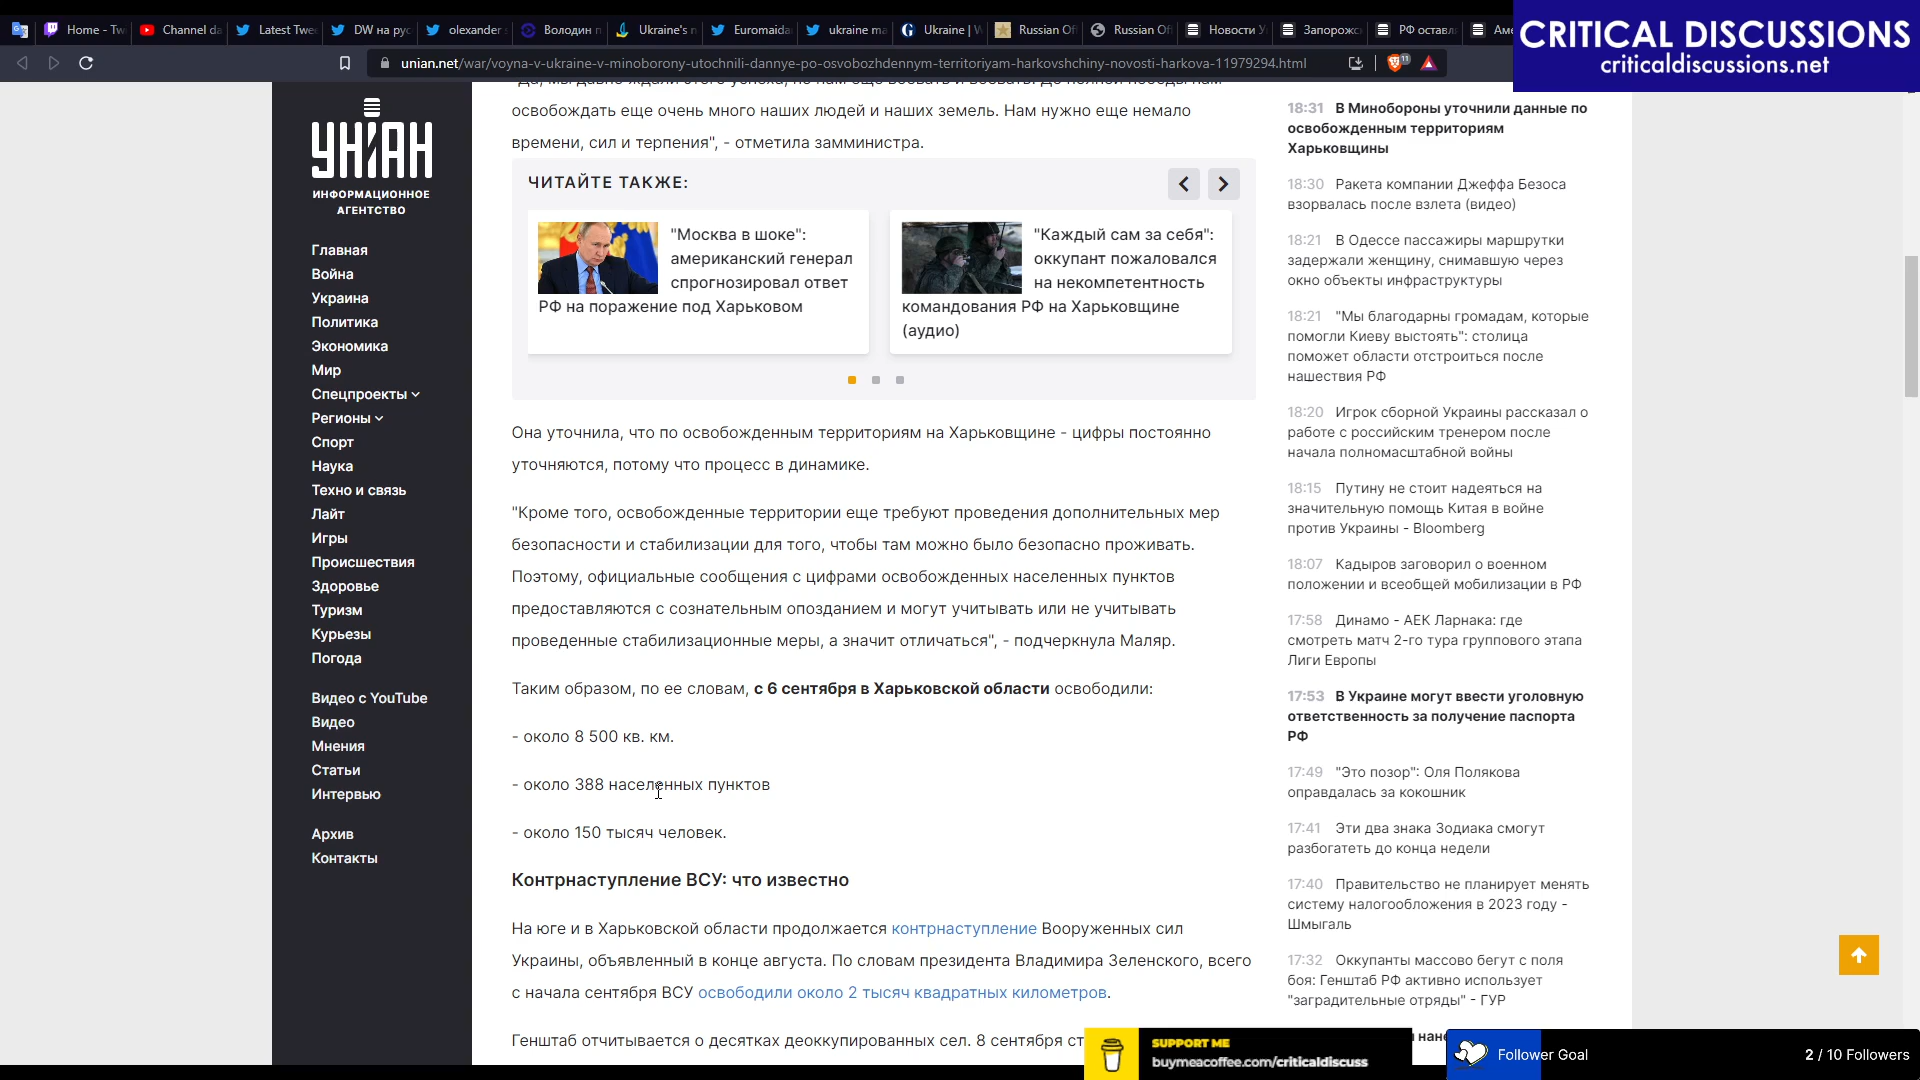 Home - Tw
Channel da
Latest Twee
DW на рус
olexander s
Володин п
Ukraine's n
Euromaida
ukraine ma
Ukraine | W
Russian Of
Russian Of
Новости У
Запорожс
РФ оставл
Аме
CRITICAL DISCUSSIONS
criticaldiscussions.net
unian.net/war/voyna-v-ukraine-v-minoborony-utochnili-dannye-po-osvobozhdennym-territoriyam-harkovshchiny-novosti-harkova-11979294.html
11
УНІАН
ИНФОРМАЦИОННОЕ
АГЕНТСТВО
Главная
Война
Украина
Политика
Экономика
Мир
Спецпроекты
Регионы
Спорт
Наука
Техно и связь
Лайт
Игры
Происшествия
Здоровье
Туризм
Курьезы
Погода
Видео с YouTube
Видео
Мнения
Статьи
Интервью
Архив
Контакты
освобождать еще очень много наших людей и наших земель. Нам нужно еще немало
времени, сил и терпения", - отметила замминистра.
ЧИТАЙТЕ ТАКЖЕ:
"Москва в шоке":
американский генерал
спрогнозировал ответ
РФ на поражение под Харьковом
"Каждый сам за себя":
оккупант пожаловался
на некомпетентность
командования РФ на Харьковщине
(аудио)
Она уточнила, что по освобожденным территориям на Харьковщине - цифры постоянно
уточняются, потому что процесс в динамике.
"Кроме того, освобожденные территории еще требуют проведения дополнительных мер
безопасности и стабилизации для того, чтобы там можно было безопасно проживать.
Поэтому, официальные сообщения с цифрами освобожденных населенных пунктов
предоставляются с сознательным опозданием и могут учитывать или не учитывать
проведенные стабилизационные меры, а значит отличаться", - подчеркнула Маляр.
Таким образом, по ее словам, с 6 сентября в Харьковской области освободили:
- около 8 500 кв. км.
- около 388 населенных пунктов
- около 150 тысяч человек.
Контрнаступление ВСУ: что известно
На юге и в Харьковской области продолжается контрнаступление Вооруженных сил
Украины, объявленный в конце августа. По словам президента Владимира Зеленского, всего
с начала сентября ВСУ освободили около 2 тысяч квадратных километров.
Генштаб отчитывается о десятках деоккупированных сел. 8 сентября ст
18:31 В Минобороны уточнили данные по
освобожденным территориям
Харьковщины
18:30 Ракета компании Джеффа Безоса
взорвалась после взлета (видео)
18:21 В Одессе пассажиры маршрутки
задержали женщину, снимавшую через
окно объекты инфраструктуры
18:21 "Мы благодарны громадам, которые
помогли Киеву выстоять": столица
поможет области отстроиться после
нашествия РФ
18:20 Игрок сборной Украины рассказал о
работе с российским тренером после
начала полномасштабной войны
18:15 Путину не стоит надеяться на
значительную помощь Китая в войне
против Украины - Bloomberg
18:07 Кадыров заговорил о военном
положении и всеобщей мобилизации в РФ
17:58 Динамо - АЕК Ларнака: где
смотреть матч 2-го тура группового этапа
Лиги Европы
17:53 В Украине могут ввести уголовную
ответственность за получение паспорта
РФ
17:49 "Это позор": Оля Полякова
оправдалась за кокошник
17:41 Эти два знака Зодиака смогут
разбогатеть до конца недели
17:40 Правительство не планирует менять
систему налогообложения в 2023 году -
Шмыгаль
17:32 Оккупанты массово бегут с поля
боя: Генштаб РФ активно использует
"заградительные отряды" - ГУР
SUPPORT ME
buymeacoffee.com/criticaldiscuss
Follower Goal
2 / 10 Followers